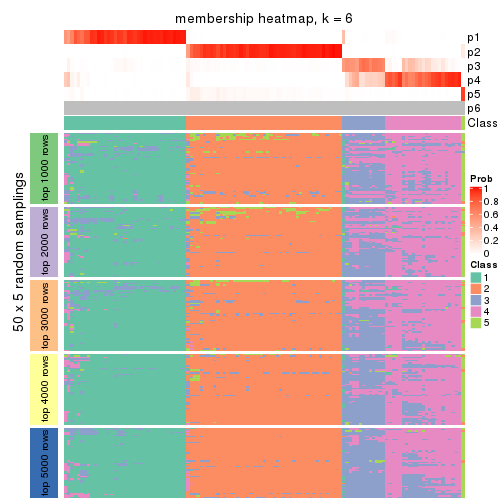 membership heatmap, k = 6
p1
p2
p3
p4
p5
p6
Class
50 x 5 random samplings
top 1000 rows
top 2000 rows
top 3000 rows
top 4000 rows
top 5000 rows
Prob
1
0.8
0.6
0.4
0.2
0
Class
1
2
3
4
5